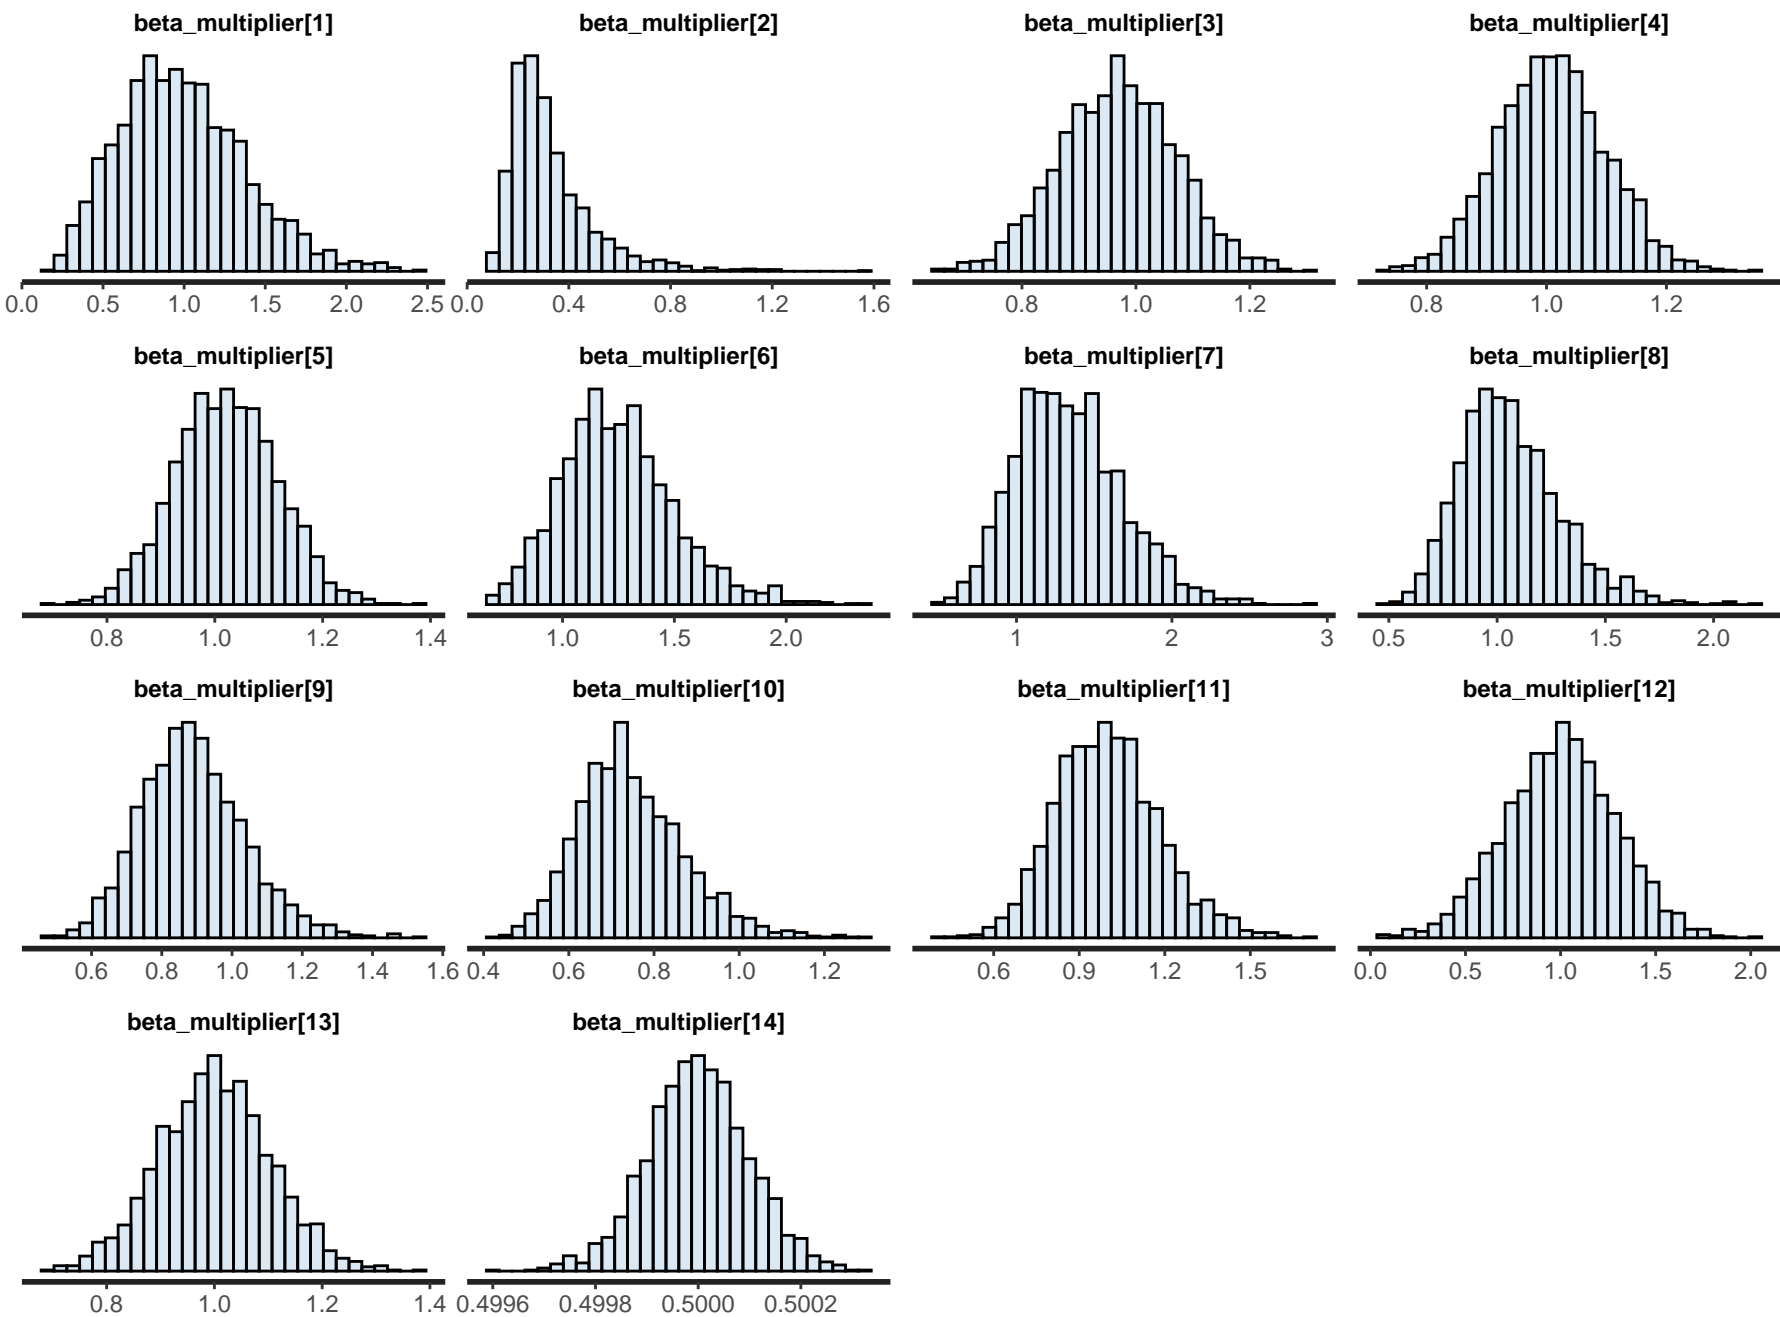 beta_multiplier[1] beta_multiplier[2] beta_multiplier[3] beta_multiplier[4]
0.0 0.5 1.0 1.5 2.0 2.5 0.0 0.4 0.8 1.2 1.6 0.8 1.0 1.2 0.8 1.0 1.2
beta_multiplier[5] beta_multiplier[6] beta_multiplier[7] beta_multiplier[8]
0.8 1.0 1.2 1.4 1.0 1.5 2.0 1 2 3 0.5 1.0 1.5 2.0
beta_multiplier[9] beta_multiplier[10] beta_multiplier[11] beta_multiplier[12]
0.6 0.8 1.0 1.2 1.4 1.6 0.4 0.6 0.8 1.0 1.2 0.6 0.9 1.2 1.5 0.0 0.5 1.0 1.5 2.0
beta_multiplier[13] beta_multiplier[14]
0.8 1.0 1.2 1.4 0.4996 0.4998 0.5000 0.5002